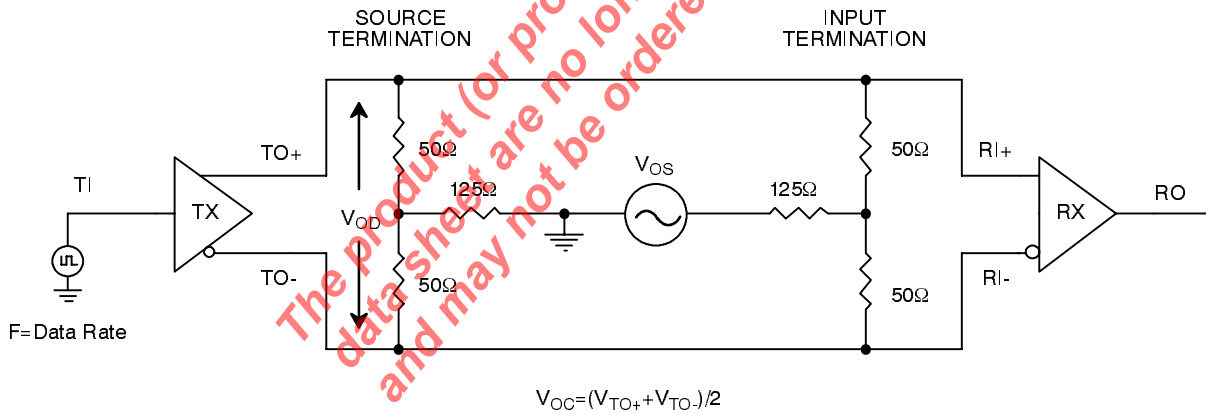 SOURCE
TERMINATION
INPUT
TERMINATION
TO+
50Ω
50Ω
RI+
TI
TX
125Ω
V_OS
125Ω
RX
RO
V_OD
TO-
50Ω
50Ω
RI-
F=Data Rate
V_OC=(V_TO++V_TO-)/2
The product (or pro
data sheet are no lon
and may not be ordere